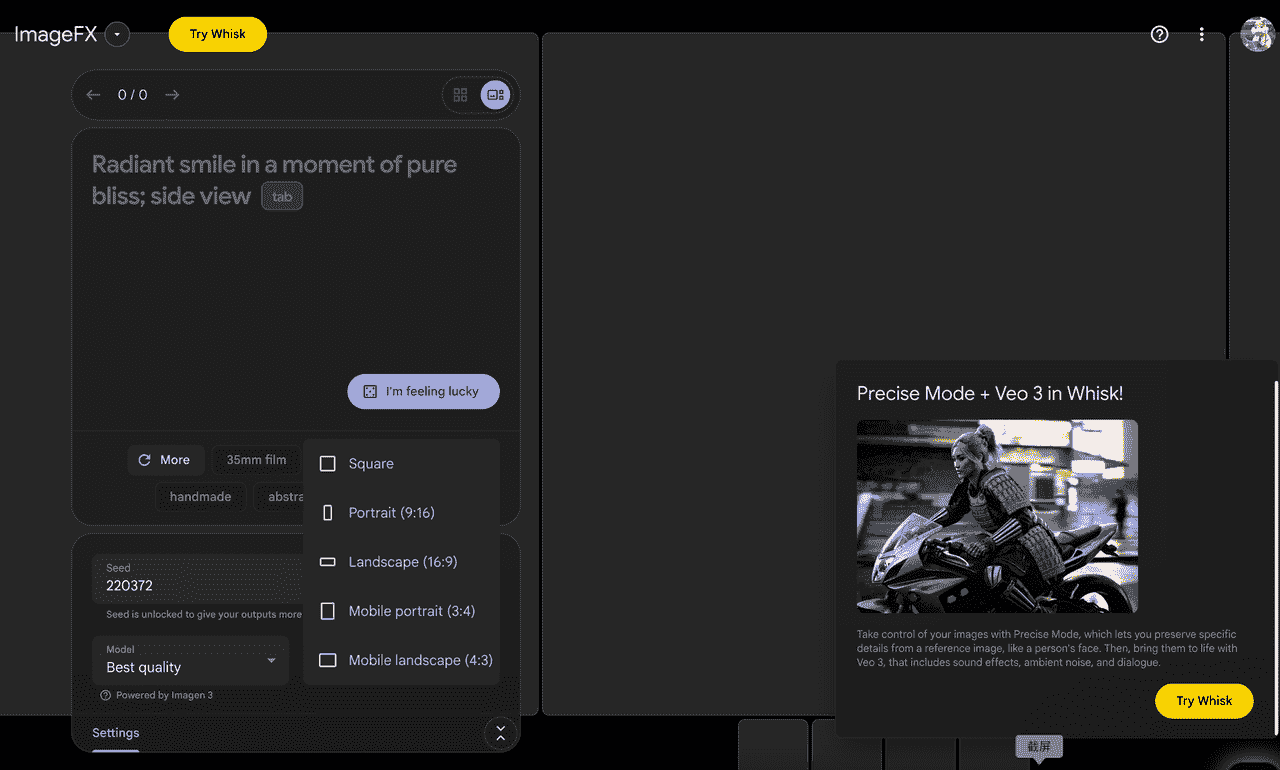 ImageFX
Try Whisk
0 / 0
Radiant smile in a moment of pure
bliss; side view tab
I'm feeling lucky
More
35mm film
handmade
abstra
Square
Portrait (9:16)
Landscape (16:9)
Mobile portrait (3:4)
Mobile landscape (4:3)
Seed
220372
Seed is unlocked to give your outputs more
Model
Best quality
Powered by Imagen 3
Settings
Precise Mode + Veo 3 in Whisk!
Take control of your images with Precise Mode, which lets you preserve specific
details from a reference image, like a person's face. Then, bring them to life with
Veo 3, that includes sound effects, ambient noise, and dialogue.
Try Whisk
截屏